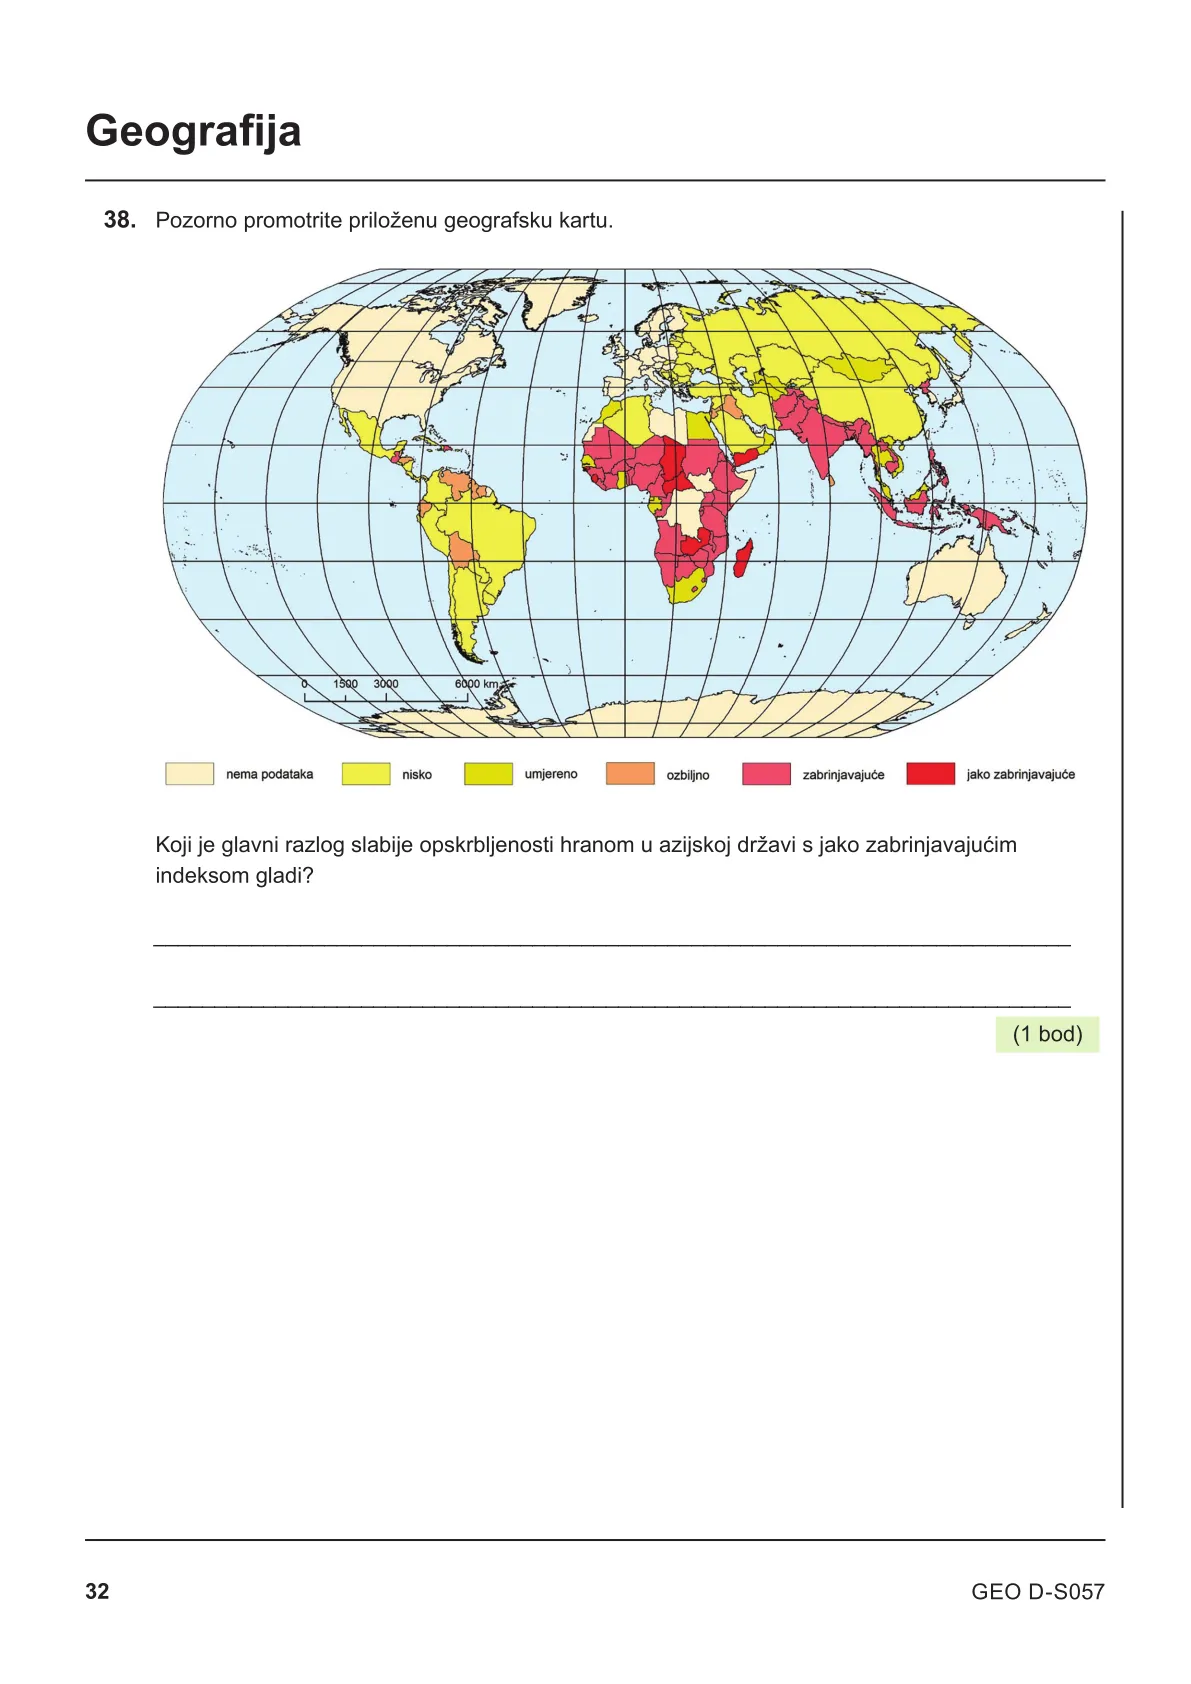 Geografija
38. Pozorno promotrite priloženu geografsku kartu.
0 1500 3000 6000 km
nema podataka nisko umjereno ozbiljno zabrinjavajuće jako zabrinjavajuće
Koji je glavni razlog slabije opskrbljenosti hranom u azijskoj državi s jako zabrinjavajućim
indeksom gladi?
(1 bod)
32 GEO D-S057